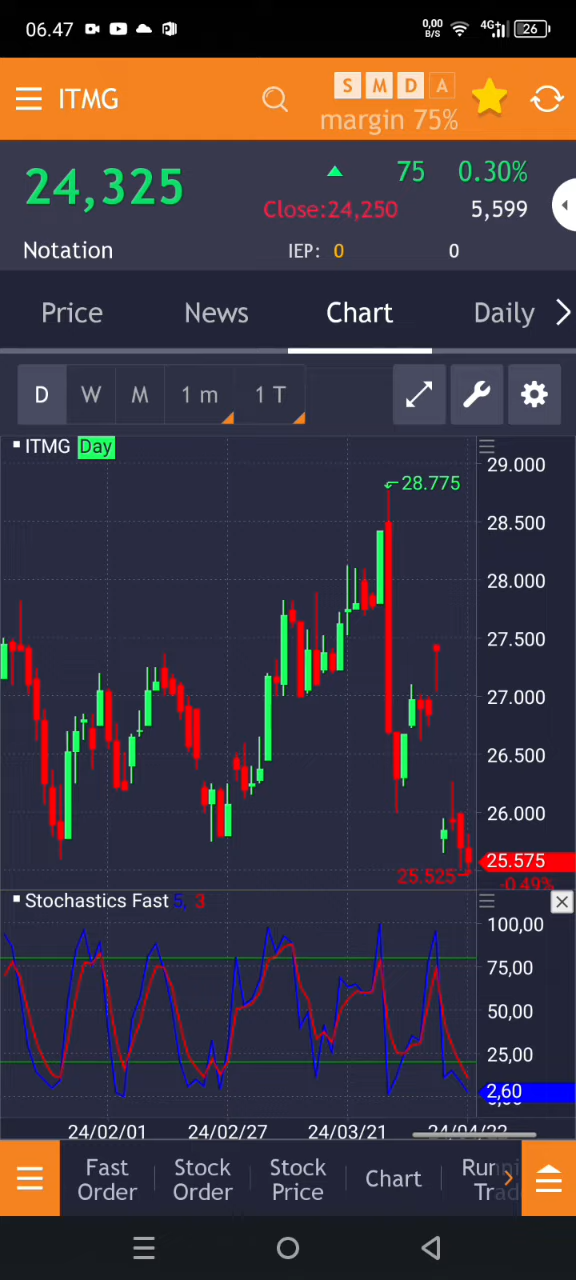 06.47
0,00 B/S
4G+
26
ITMG
S M D A
margin 75%
24,325
75 0.30%
Close:24,250 5,599
Notation IEP: 0 0
Price News Chart Daily
D W M 1 m 1 T
ITMG Day
29.000
28.775
28.500
28.000
27.500
27.000
26.500
26.000
25.575
25.525
-0.49%
Stochastics Fast 5, 3
100,00
75,00
50,00
25,00
2,60
24/02/01 24/02/27 24/03/21 24/04/23
Fast Order
Stock Order
Stock Price
Chart